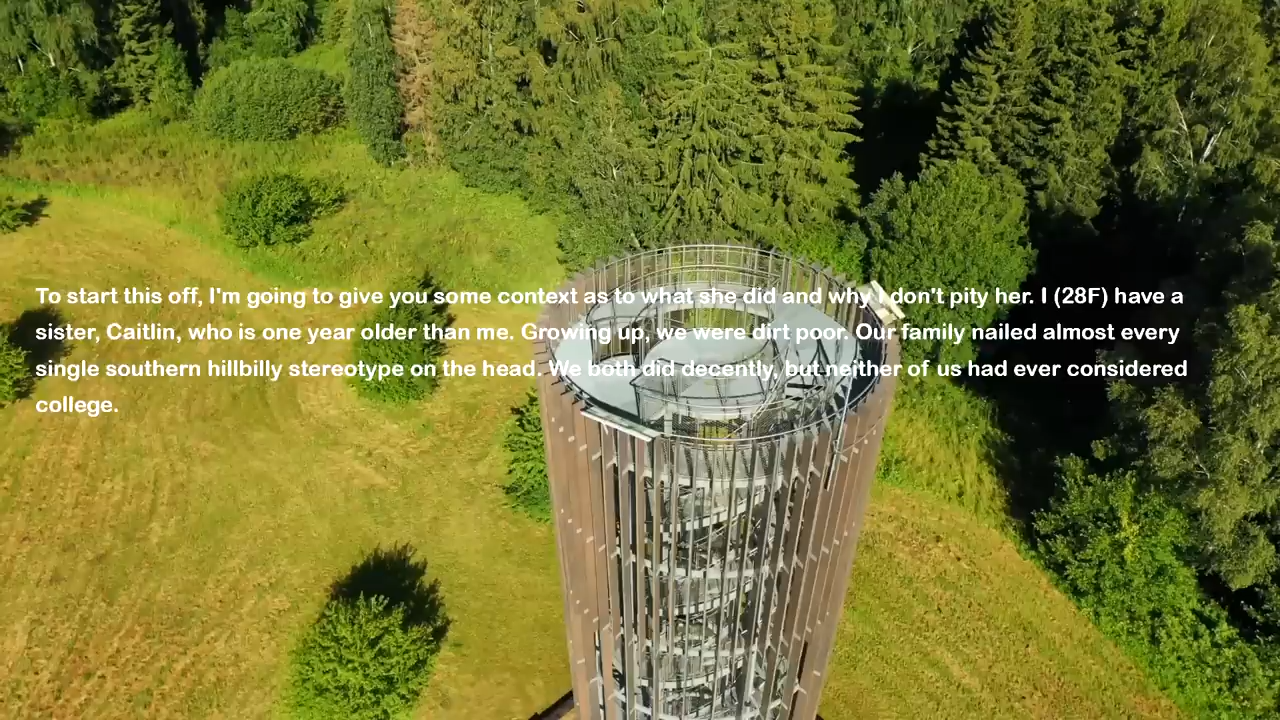 To start this off, I'm going to give you some context as to what she did and why I don't pity her. I (28F) have a
sister, Caitlin, who is one year older than me. Growing up, we were dirt poor. Our family nailed almost every
single southern hillbilly stereotype on the head. We both did decently, but neither of us had ever considered
college.